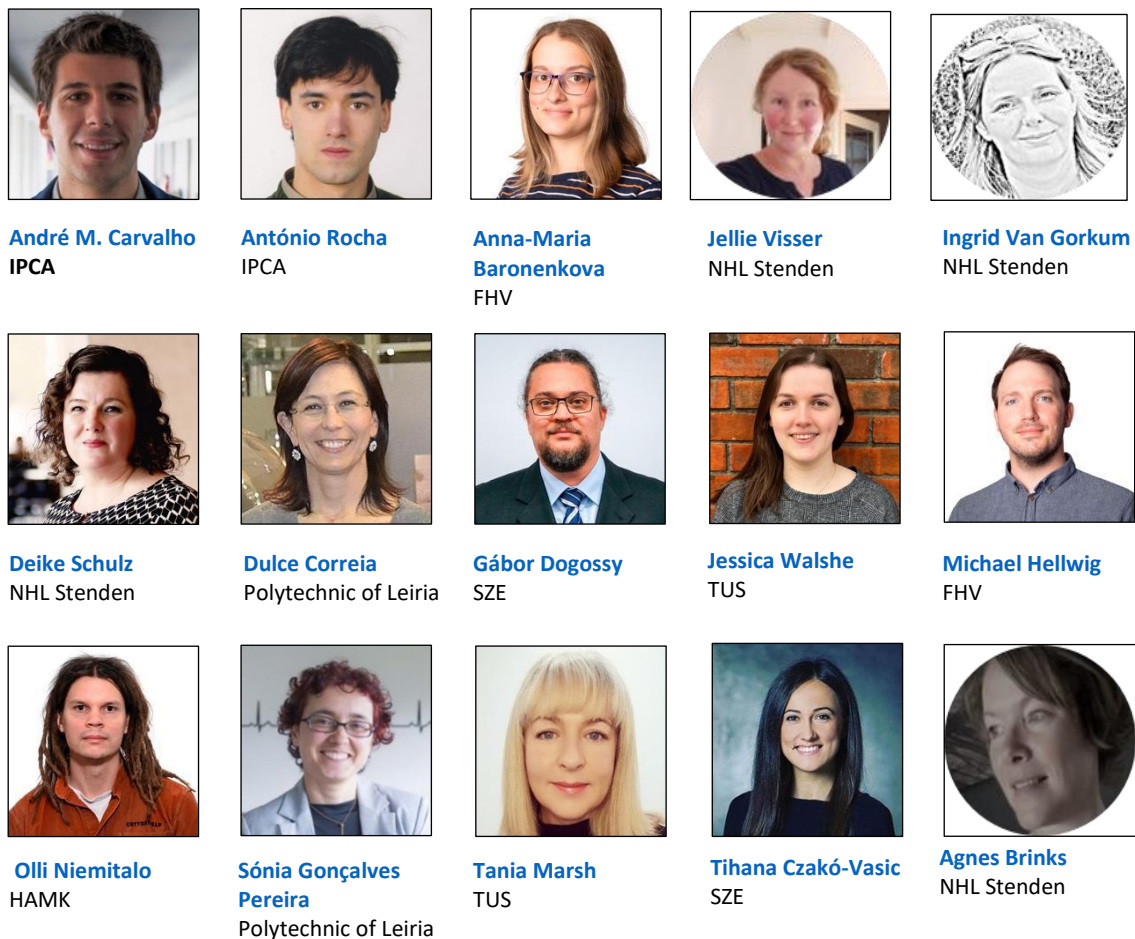 André M. Carvalho
IPCA
António Rocha
IPCA
Anna-Maria
Baronenkova
FHV
Jellie Visser
NHL Stenden
Ingrid Van Gorkum
NHL Stenden
Deike Schulz
NHL Stenden
Dulce Correia
Polytechnic of Leiria
Gábor Dogossy
SZE
Jessica Walshe
TUS
Michael Hellwig
FHV
Olli Niemitalo
HAMK
Sónia Gonçalves
Pereira
Polytechnic of Leiria
Tania Marsh
TUS
Tihana Czakó-Vasic
SZE
Agnes Brinks
NHL Stenden